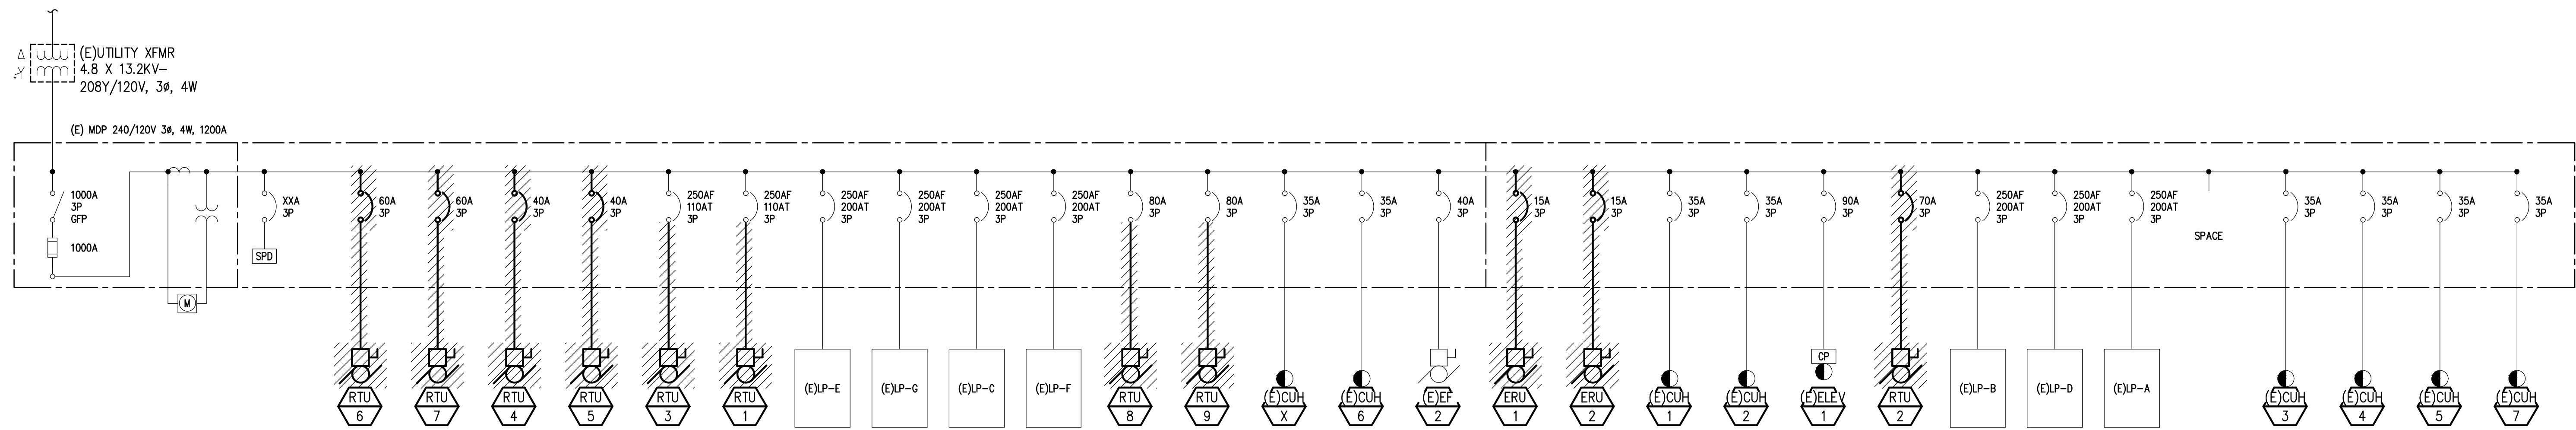 (E)UTILITY XFMR
4.8 X 13.2KV-
208Y/120V, 3ø, 4W
Δ
Y
(E) MDP 240/120V 3ø, 4W, 1200A
1000A
3P
GFP
1000A
M
XXA
3P
SPD
60A
3P
RTU
6
60A
3P
RTU
7
40A
3P
RTU
4
40A
3P
RTU
5
250AF
110AT
3P
RTU
3
250AF
110AT
3P
RTU
1
250AF
200AT
3P
(E)LP-E
250AF
200AT
3P
(E)LP-G
250AF
200AT
3P
(E)LP-C
250AF
200AT
3P
(E)LP-F
80A
3P
RTU
8
80A
3P
RTU
9
35A
3P
(E)CUH
X
35A
3P
(E)CUH
6
40A
3P
(E)EF
2
15A
3P
ERU
1
15A
3P
ERU
2
35A
3P
(E)CUH
1
35A
3P
(E)CUH
2
90A
3P
CP
(E)ELEV
1
70A
3P
RTU
2
250AF
200AT
3P
(E)LP-B
250AF
200AT
3P
(E)LP-D
250AF
200AT
3P
(E)LP-A
SPACE
35A
3P
(E)CUH
3
35A
3P
(E)CUH
4
35A
3P
(E)CUH
5
35A
3P
(E)CUH
7